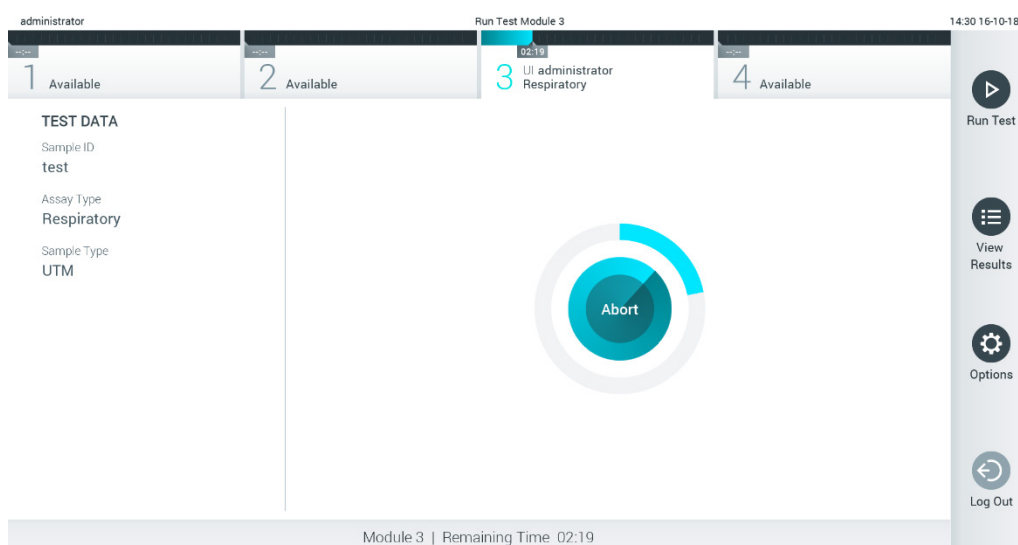 administrator
Run Test Module 3
14:30 16-10-18
--:--
1 Available
--:--
2 Available
02:19
3 UI administrator
Respiratory
--:--
4 Available
TEST DATA
Sample ID
test
Assay Type
Respiratory
Sample Type
UTM
Abort
Run Test
View
Results
Options
Log Out
Module 3 | Remaining Time 02:19